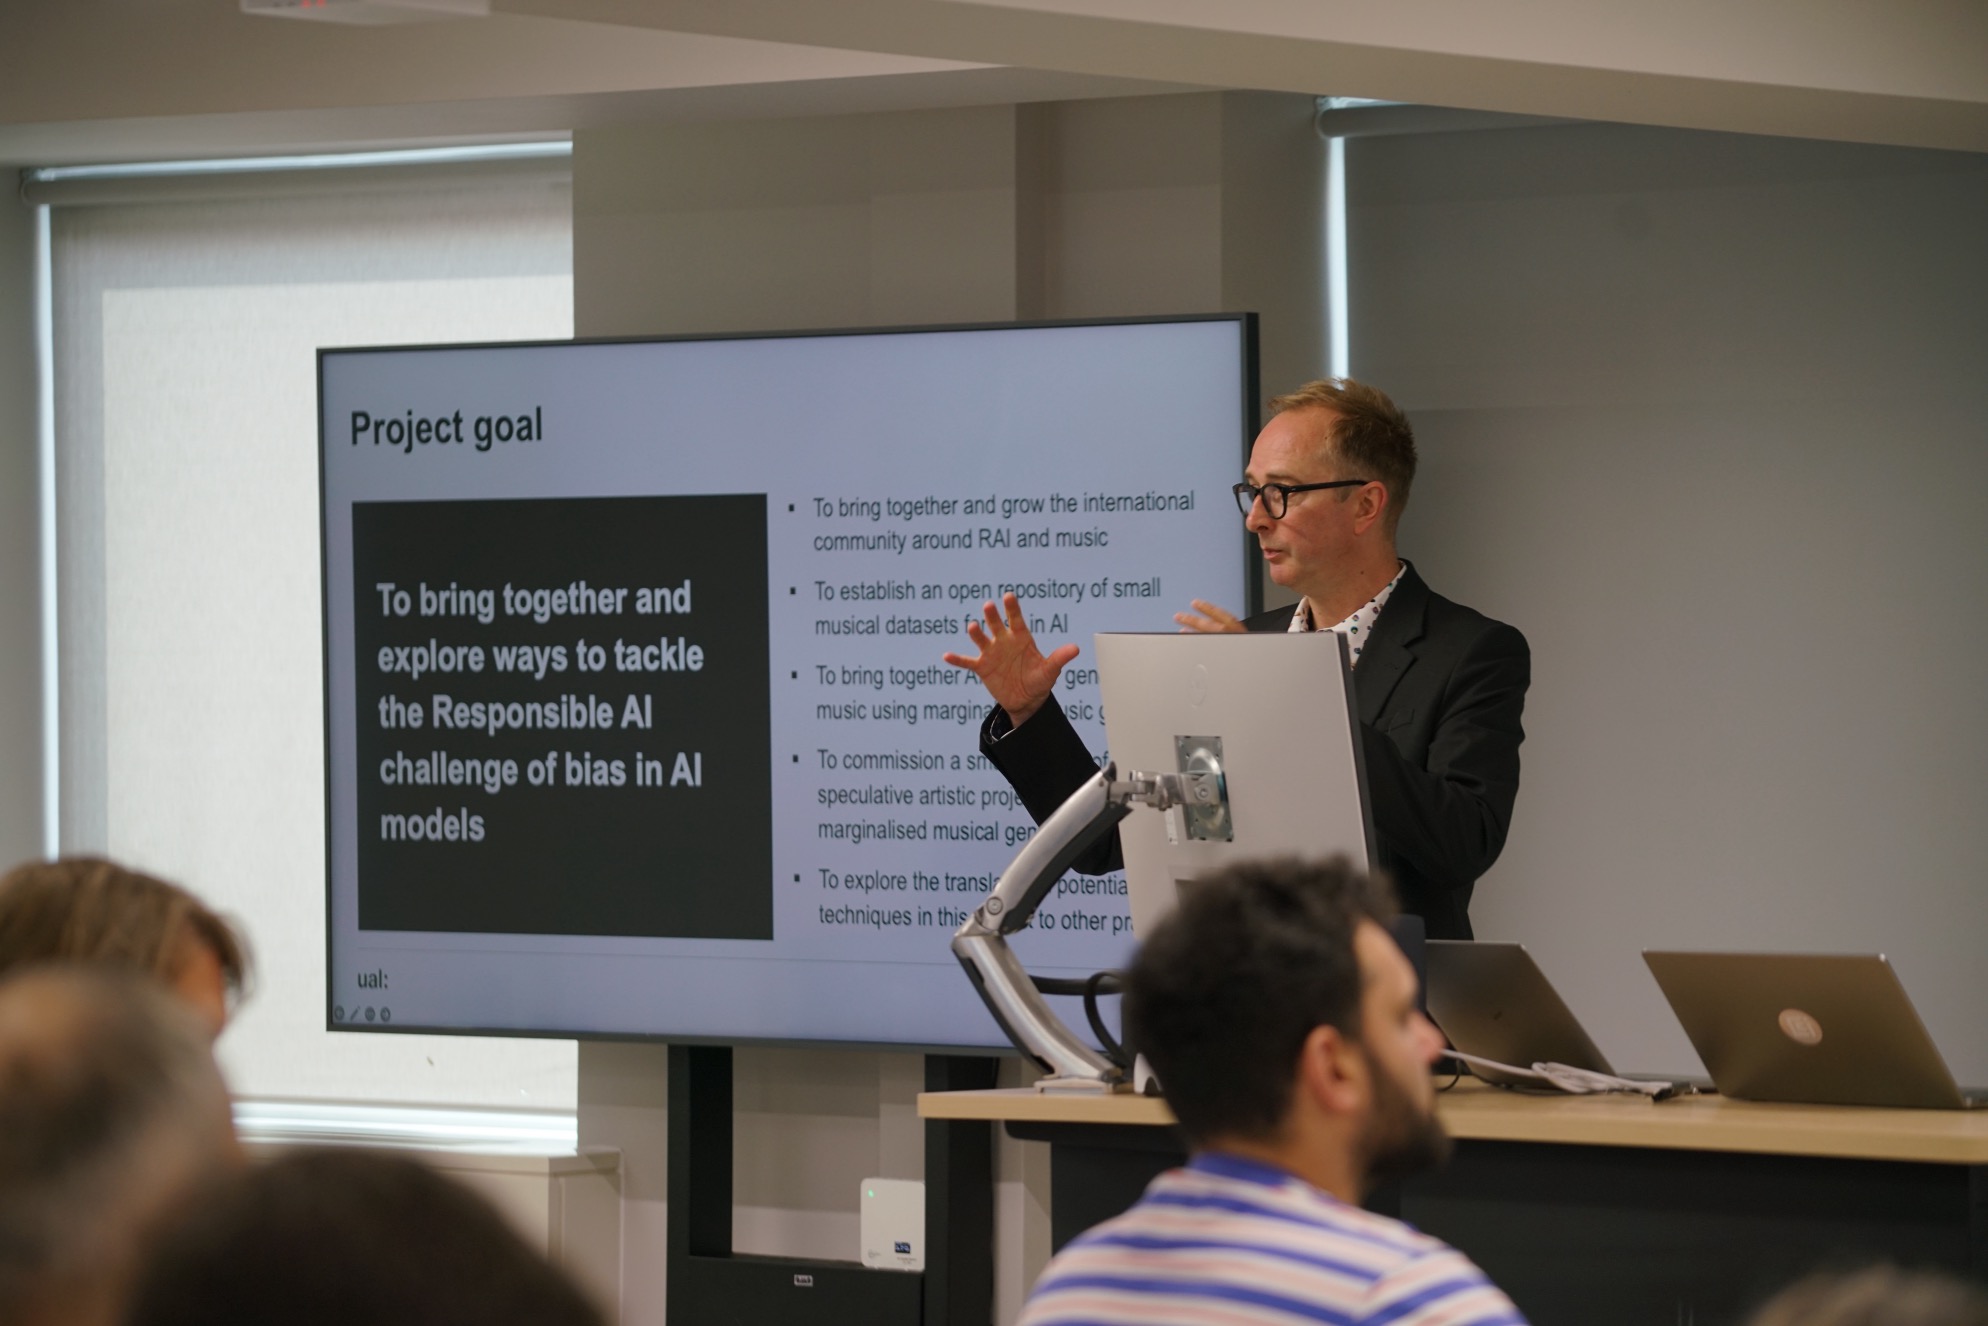 Project goal
To bring together and
explore ways to tackle
the Responsible AI
challenge of bias in AI
models
To bring together and grow the international
community around RAI and music
To establish an open repository of small
musical datasets in AI
To bring together
music using
To commission a
speculative artistic
marginalised musical
To explore the
techniques in to other
ual: